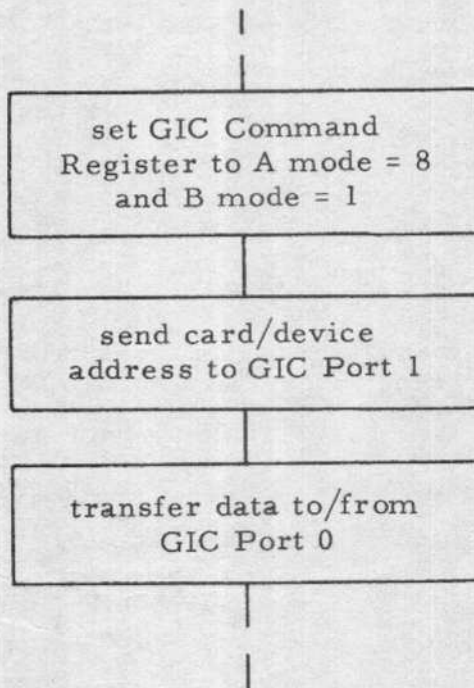 set GIC Command
Register to A mode = 8
and B mode = 1
send card/device
address to GIC Port 1
transfer data to/from
GIC Port 0